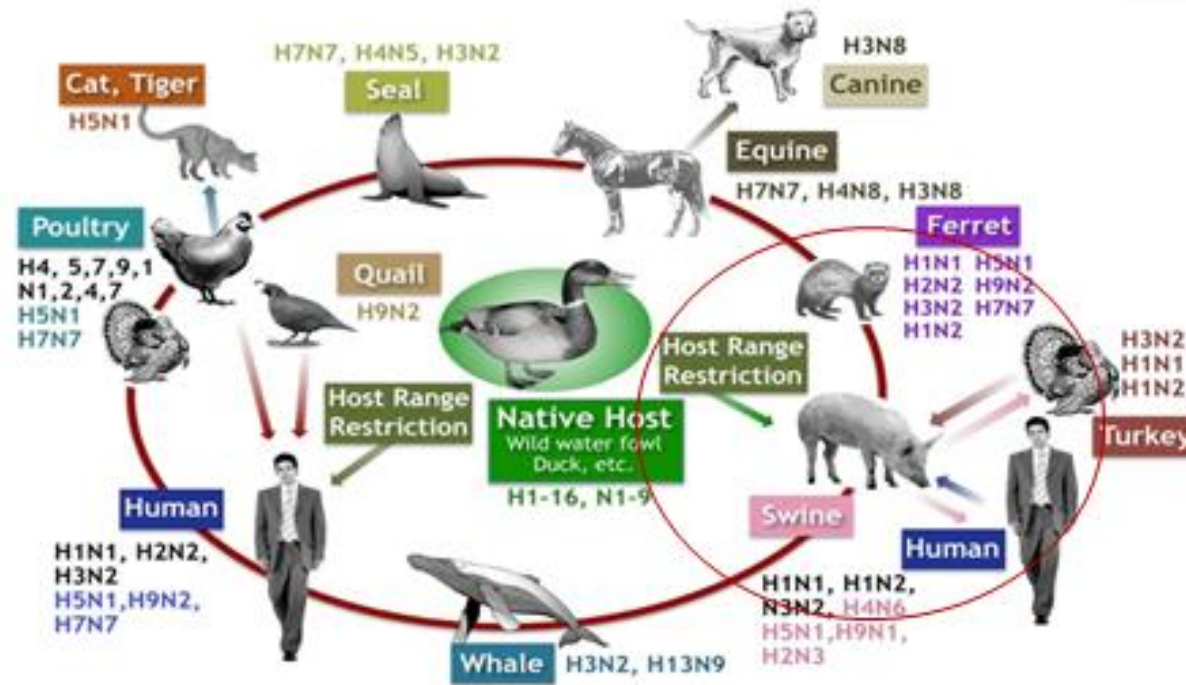 H7N7, H4N5, H3N2
Seal
H3N8
Canine
Cat, Tiger
H5N1
Equine
H7N7, H4N8, H3N8
Poultry
H4, 5,7,9,1
N1,2,4,7
H5N1
H7N7
Quail
H9N2
Ferret
H1N1 H5N1
H2N2 H9N2
H3N2 H7N7
H1N2
Host Range
Restriction
H3N2
H1N1
H1N2
Turkey
Host Range
Restriction
Native Host
Wild water fowl
Duck, etc.
H1-16, N1-9
Human
H1N1, H2N2,
H3N2
H5N1,H9N2,
H7N7
Swine
Human
H1N1, H1N2,
N3N2, H4N6
H5N1,H9N1,
H2N3
Whale
H3N2, H13N9